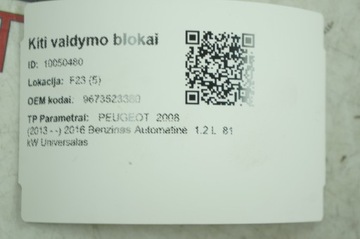 Kiti valdymo blokai
ID: 10050480
Lokacija: F23 (5)
OEM kodai: 9673523380
TP Parametrai: PEUGEOT 2008
(2013 - -) 2016 Benzinas Automatinė 1.2 L 81
kW Universalas